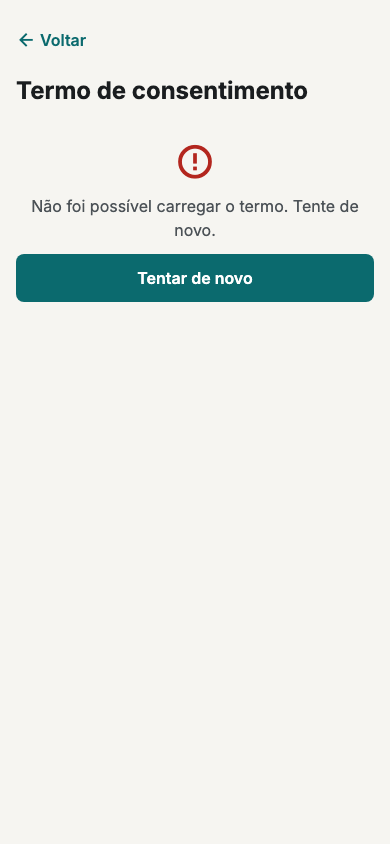 Voltar
Termo de consentimento
Não foi possível carregar o termo. Tente de
novo.
Tentar de novo